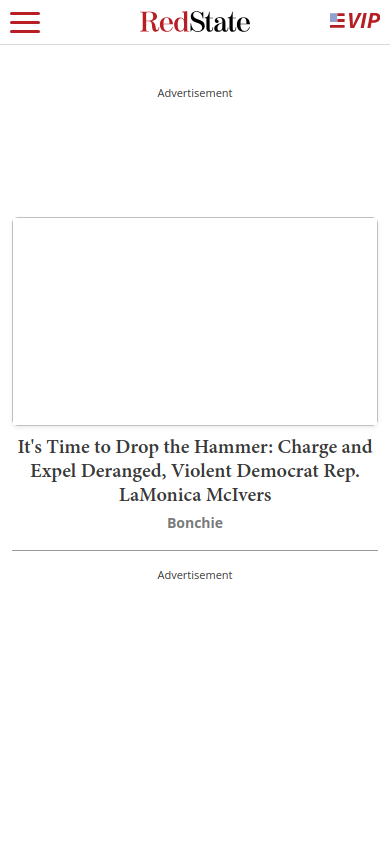 RedState
VIP
Advertisement
It's Time to Drop the Hammer: Charge and
Expel Deranged, Violent Democrat Rep.
LaMonica McIvers
Bonchie
Advertisement